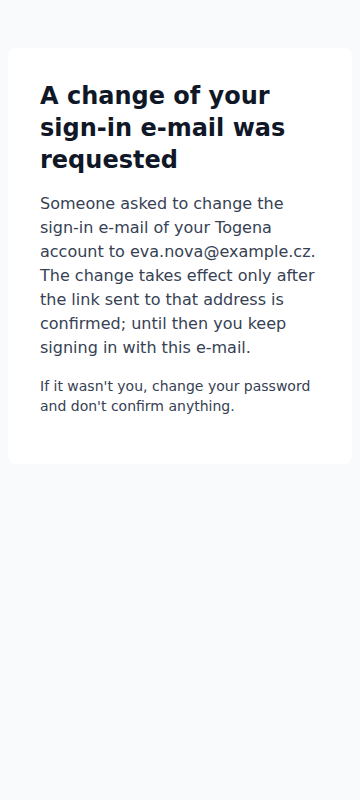 A change of your
sign-in e-mail was
requested
Someone asked to change the
sign-in e-mail of your Togena
account to eva.nova@example.cz.
The change takes effect only after
the link sent to that address is
confirmed; until then you keep
signing in with this e-mail.
If it wasn't you, change your password
and don't confirm anything.